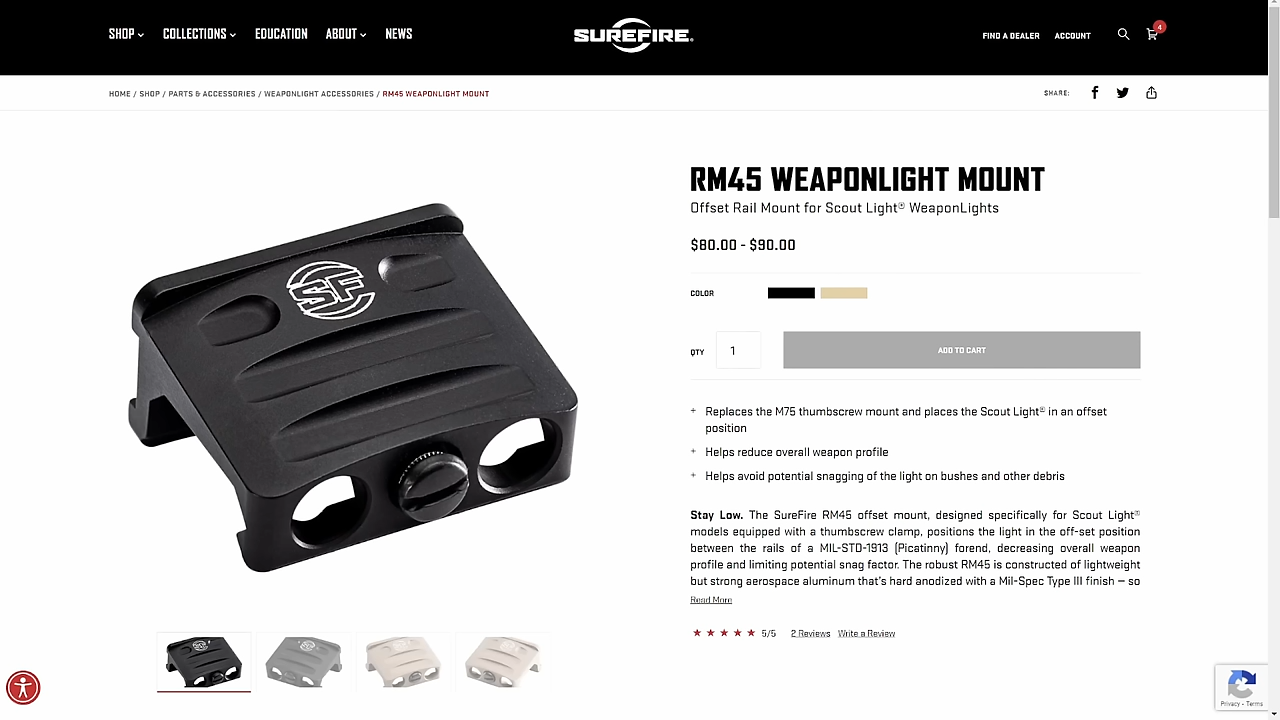 SHOP COLLECTIONS EDUCATION ABOUT NEWS
SUREFIRE®
FIND A DEALER ACCOUNT
4
HOME / SHOP / PARTS & ACCESSORIES / WEAPONLIGHT ACCESSORIES / RM45 WEAPONLIGHT MOUNT
SHARE:
SF
RM45 WEAPONLIGHT MOUNT
Offset Rail Mount for Scout Light® WeaponLights
$80.00 - $90.00
COLOR
QTY 1 ADD TO CART
+ Replaces the M75 thumbscrew mount and places the Scout Light® in an offset
position
+ Helps reduce overall weapon profile
+ Helps avoid potential snagging of the light on bushes and other debris
Stay Low. The SureFire RM45 offset mount, designed specifically for Scout Light®
models equipped with a thumbscrew clamp, positions the light in the off-set position
between the rails of a MIL-STD-1913 (Picatinny) forend, decreasing overall weapon
profile and limiting potential snag factor. The robust RM45 is constructed of lightweight
but strong aerospace aluminum that's hard anodized with a Mil-Spec Type III finish — so
Read More
5/5 2 Reviews Write a Review
Privacy - Terms